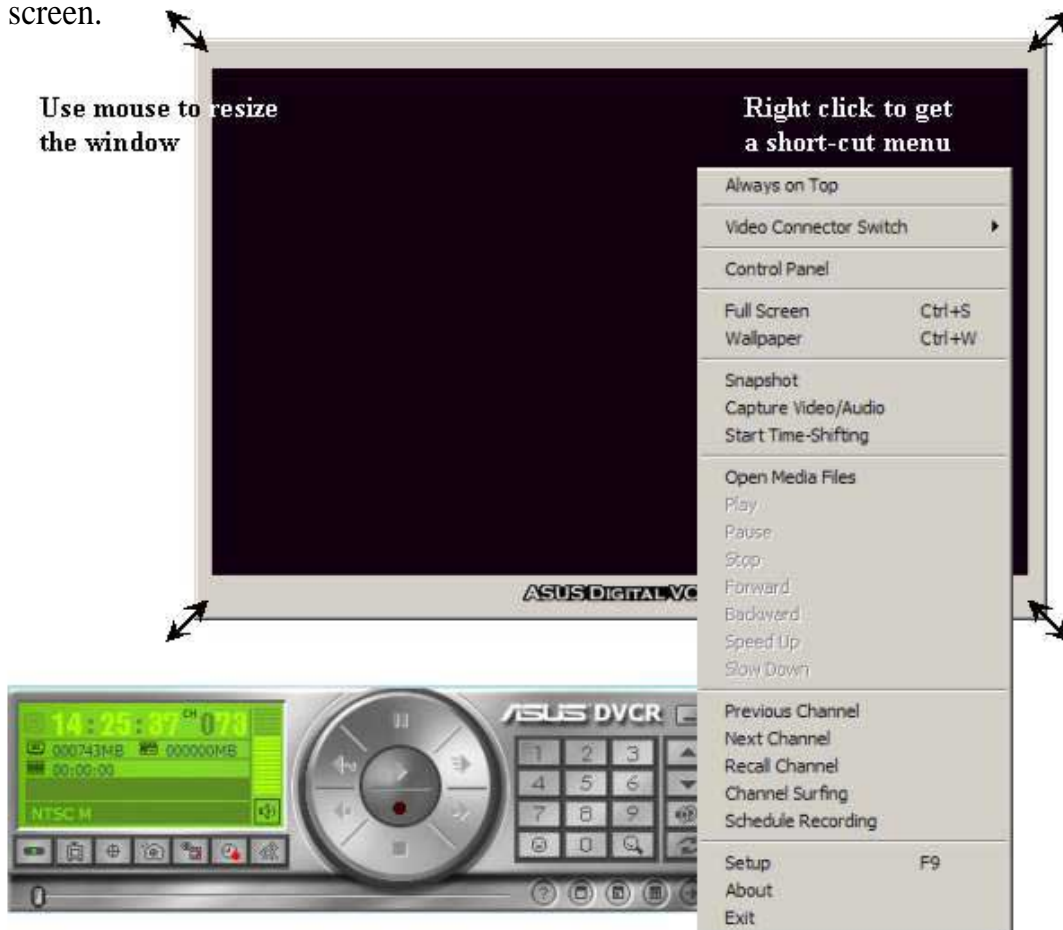 screen.
Use mouse to resize
the window
Right click to get
a short-cut menu
Always on Top
Video Connector Switch
Control Panel
Full Screen Ctrl+S
Wallpaper Ctrl+W
Snapshot
Capture Video/Audio
Start Time-Shifting
Open Media Files
Play
Pause
Stop
Forward
Backward
Speed Up
Slow Down
Previous Channel
Next Channel
Recall Channel
Channel Surfing
Schedule Recording
Setup F9
About
Exit
ASUS DIGITAL VC
14:25:37 CH 073
000743MB 000000MB
00:00:00
NTSC M
ASUS DVCR
1 2 3
4 5 6
7 8 9
0